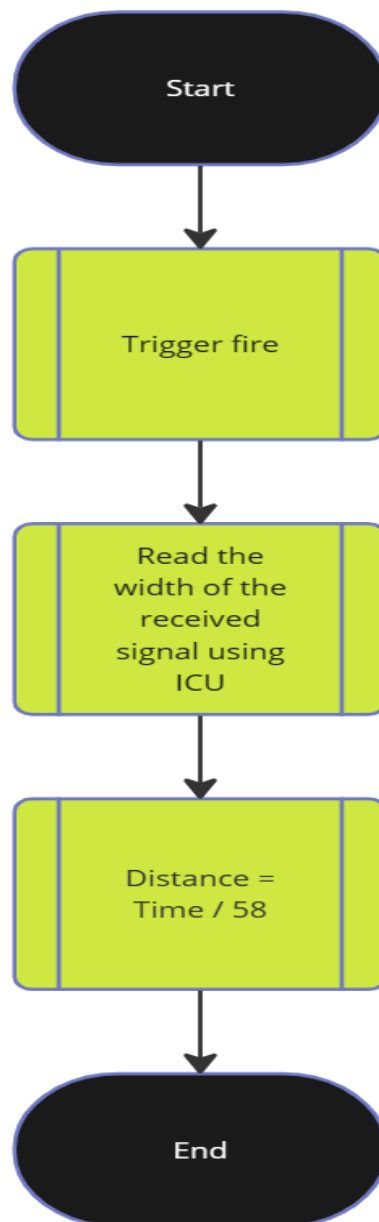 Start
Trigger fire
Read the
width of the
received
signal using
ICU
Distance =
Time / 58
End